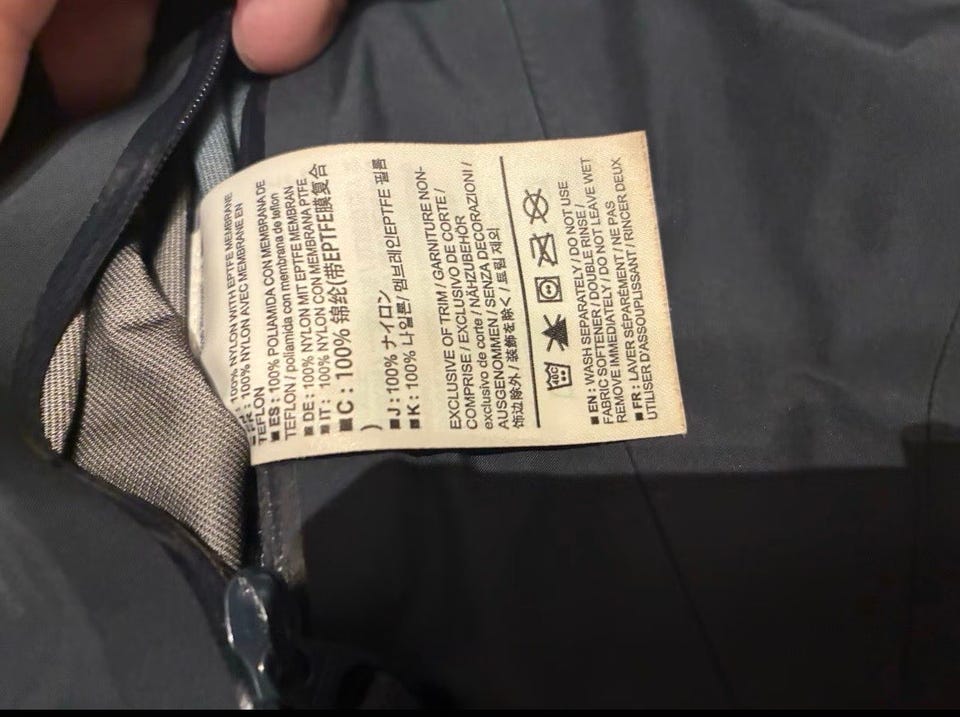 100% NYLON WITH EPTFE MEMBRANE
FR : 100% NYLON AVEC MEMBRANE EN
TEFLON
■ ES : 100% POLIAMIDA CON MEMBRANA DE
TEFLON / poliamida con membrana de teflon
■ DE : 100% NYLON MIT EPTFE MEMBRAN
■ IT : 100% NYLON CON MEMBRANA PTFE
■ C : 100% 锦纶(带EPTFE膜复合
)
■ J : 100% ナイロン
■ K : 100% 나일론/ 멤브레인EPTFE 필름
EXCLUSIVE OF TRIM / GARNITURE NON-
COMPRISE / EXCLUSIVO DE CORTE /
exclusivo de corte / NÄHZUBEHÖR
AUSGENOMMEN / SENZA DECORAZIONI /
饰边除外 / 装飾を除く / 트림 제외
40C
■ EN : WASH SEPARATELY / DO NOT USE
FABRIC SOFTENER / DOUBLE RINSE /
REMOVE IMMEDIATELY / DO NOT LEAVE WET
■ FR : LAVER SÉPARÉMENT / NE PAS
UTILISER D'ASSOUPLISSANT / RINCER DEUX